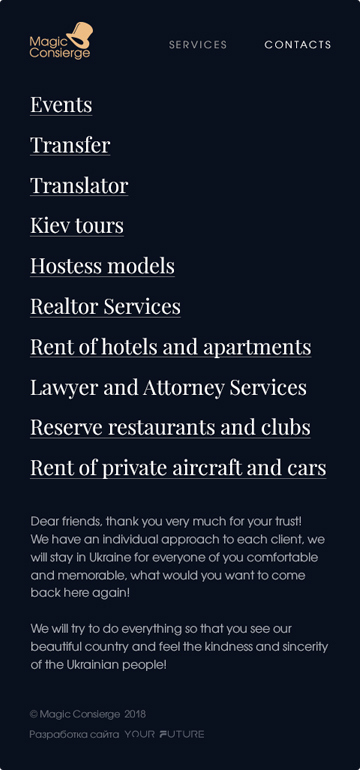 Magic
Consierge
SERVICES CONTACTS
Events
Transfer
Translator
Kiev tours
Hostess models
Realtor Services
Rent of hotels and apartments
Lawyer and Attorney Services
Reserve restaurants and clubs
Rent of private aircraft and cars
Dear friends, thank you very much for your trust!
We have an individual approach to each client, we
will stay in Ukraine for everyone of you comfortable
and memorable, what would you want to come
back here again!
We will try to do everything so that you see our
beautiful country and feel the kindness and sincerity
of the Ukrainian people!
© Magic Consierge 2018
Разработка сайта YOUR FUTURE